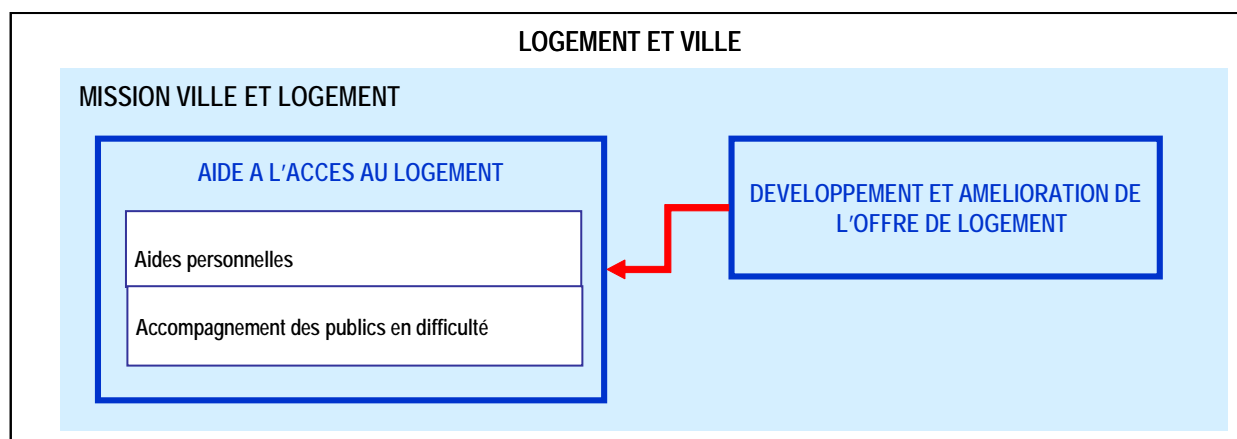 LOGEMENT ET VILLE
MISSION VILLE ET LOGEMENT
AIDE A L'ACCES AU LOGEMENT
Aides personnelles
Accompagnement des publics en difficulté
DEVELOPPEMENT ET AMELIORATION DE
L'OFFRE DE LOGEMENT